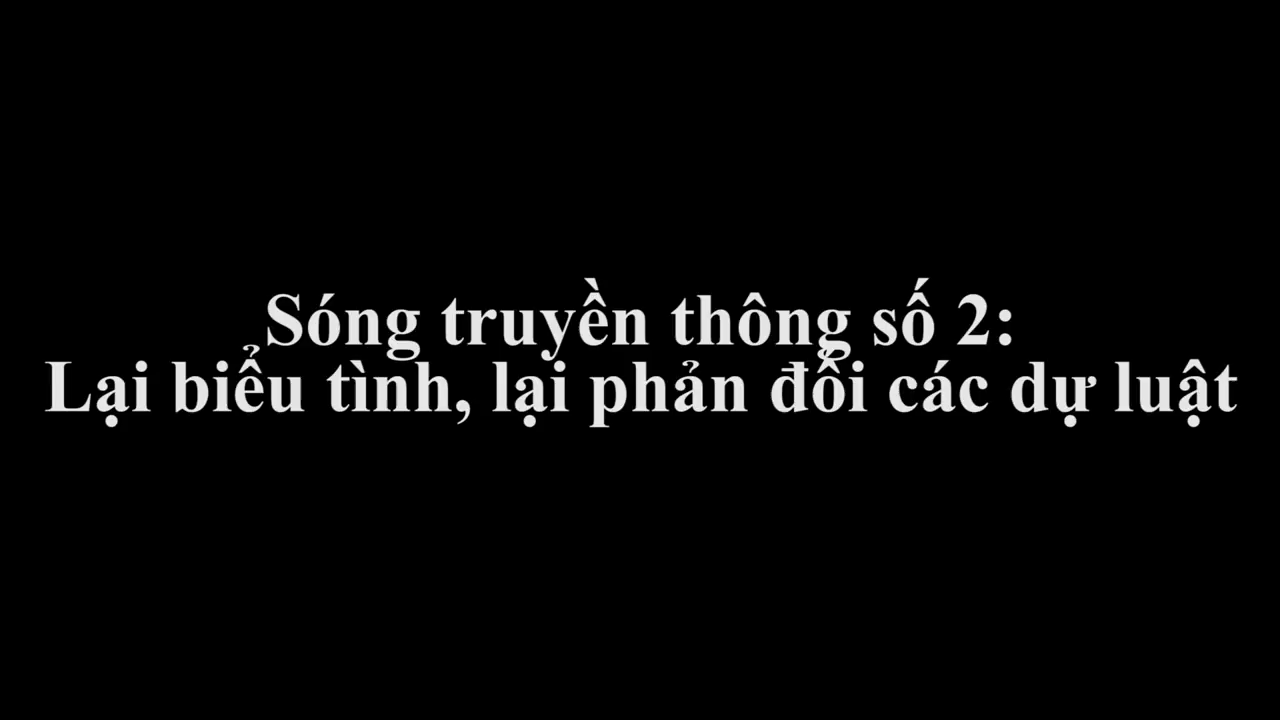 Sóng truyền thông số 2:
Lại biểu tình, lại phản đối các dự luật